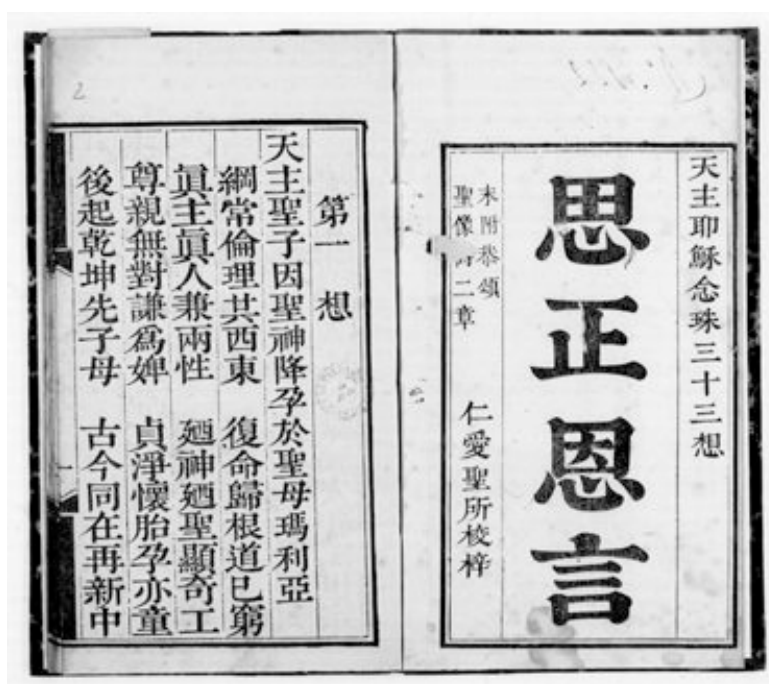 天主耶穌念珠三十三想
思正恩言
末附恭頌
聖像詩二章
仁愛聖所校梓
第一想
天主聖子因聖神降孕於聖母瑪利亞
綱常倫理共西東　復命歸根道已窮
眞主眞人兼兩性　廼神廼聖顯奇工
尊親無對謙爲婢　貞淨懷胎孕亦童
後起乾坤先子母　古今同在再新中
一
2